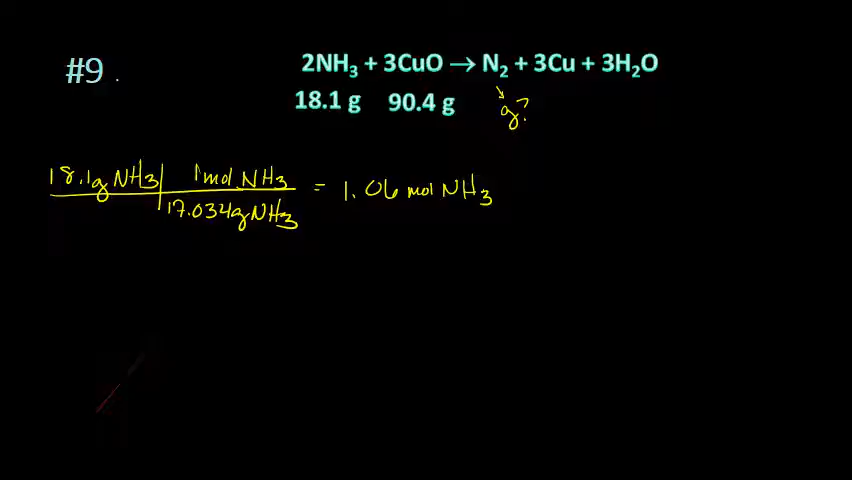 #9.
2NH₃ + 3CuO → N₂ + 3Cu + 3H₂O
18.1 g 90.4 g g?
18.1g NH3 | 1mol NH3 = 1.06 mol NH3
17.034g NH3